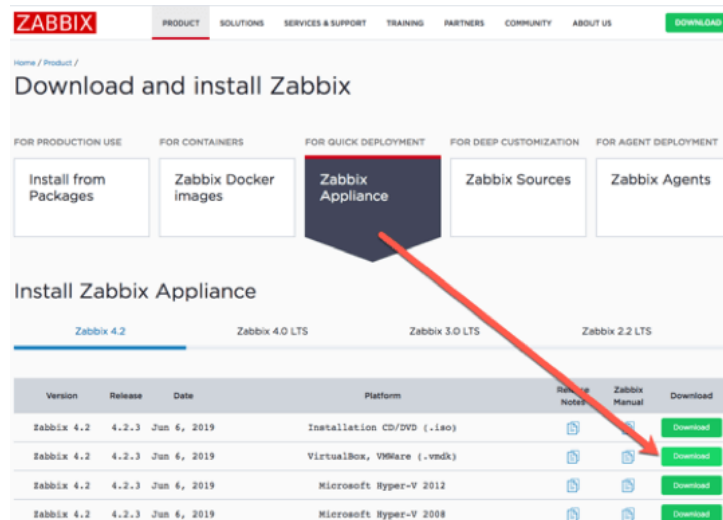 ZABBIX PRODUCT SOLUTIONS SERVICES & SUPPORT TRAINING PARTNERS COMMUNITY ABOUT US DOWNLOAD
Home / Product /
Download and install Zabbix
FOR PRODUCTION USE FOR CONTAINERS FOR QUICK DEPLOYMENT FOR DEEP CUSTOMIZATION FOR AGENT DEPLOYMENT
Install from Packages
Zabbix Docker images
Zabbix Appliance
Zabbix Sources
Zabbix Agents
Install Zabbix Appliance
Zabbix 4.2 Zabbix 4.0 LTS Zabbix 3.0 LTS Zabbix 2.2 LTS
Version Release Date Platform Release Notes Zabbix Manual Download
Zabbix 4.2 4.2.3 Jun 6, 2019 Installation CD/DVD (.iso) Download
Zabbix 4.2 4.2.3 Jun 6, 2019 VirtualBox, VMWare (.vmdk) Download
Zabbix 4.2 4.2.3 Jun 6, 2019 Microsoft Hyper-V 2012 Download
Zabbix 4.2 4.2.3 Jun 6, 2019 Microsoft Hyper-V 2008 Download